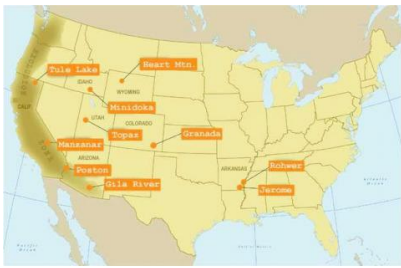 Tule Lake
Heart Mtn.
IDAHO
WYOMING
Minidoka
CALIF
UTAH
COLORADO
Topaz
Granada
Manzanar
ARIZONA
Poston
ARKANSAS
Rohwer
Gila River
Jerome